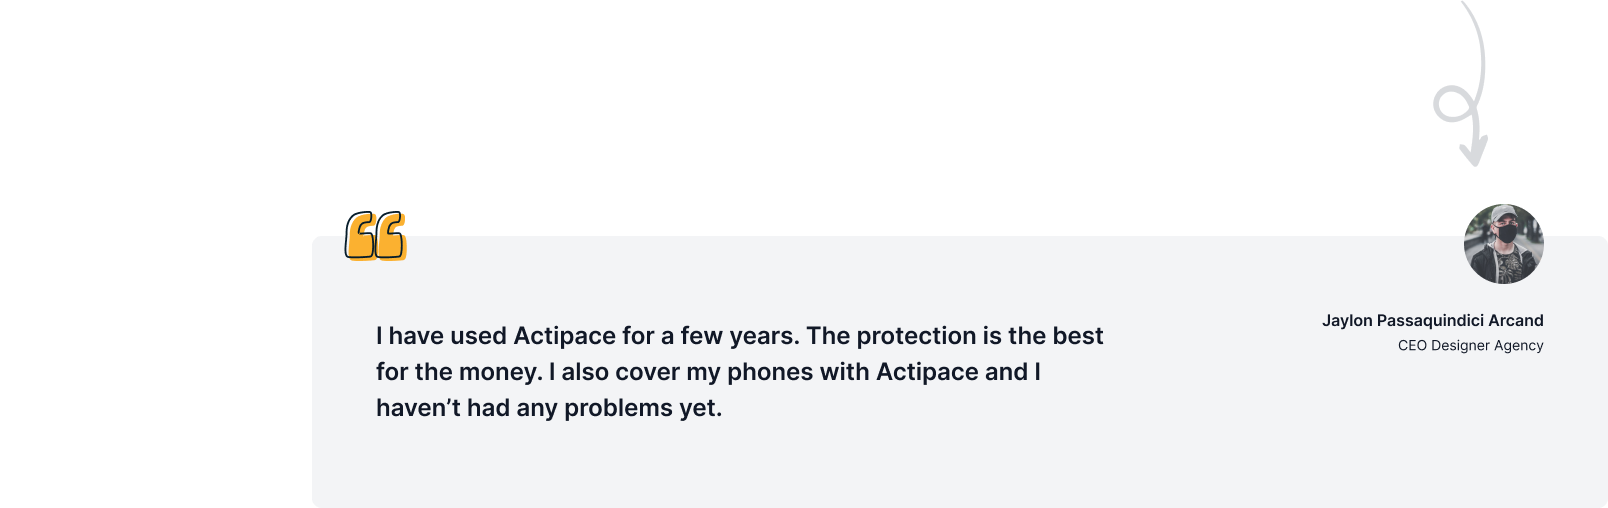 I have used Actipace for a few years. The protection is the best
for the money. I also cover my phones with Actipace and I
haven’t had any problems yet.
Jaylon Passaquindici Arcand
CEO Designer Agency